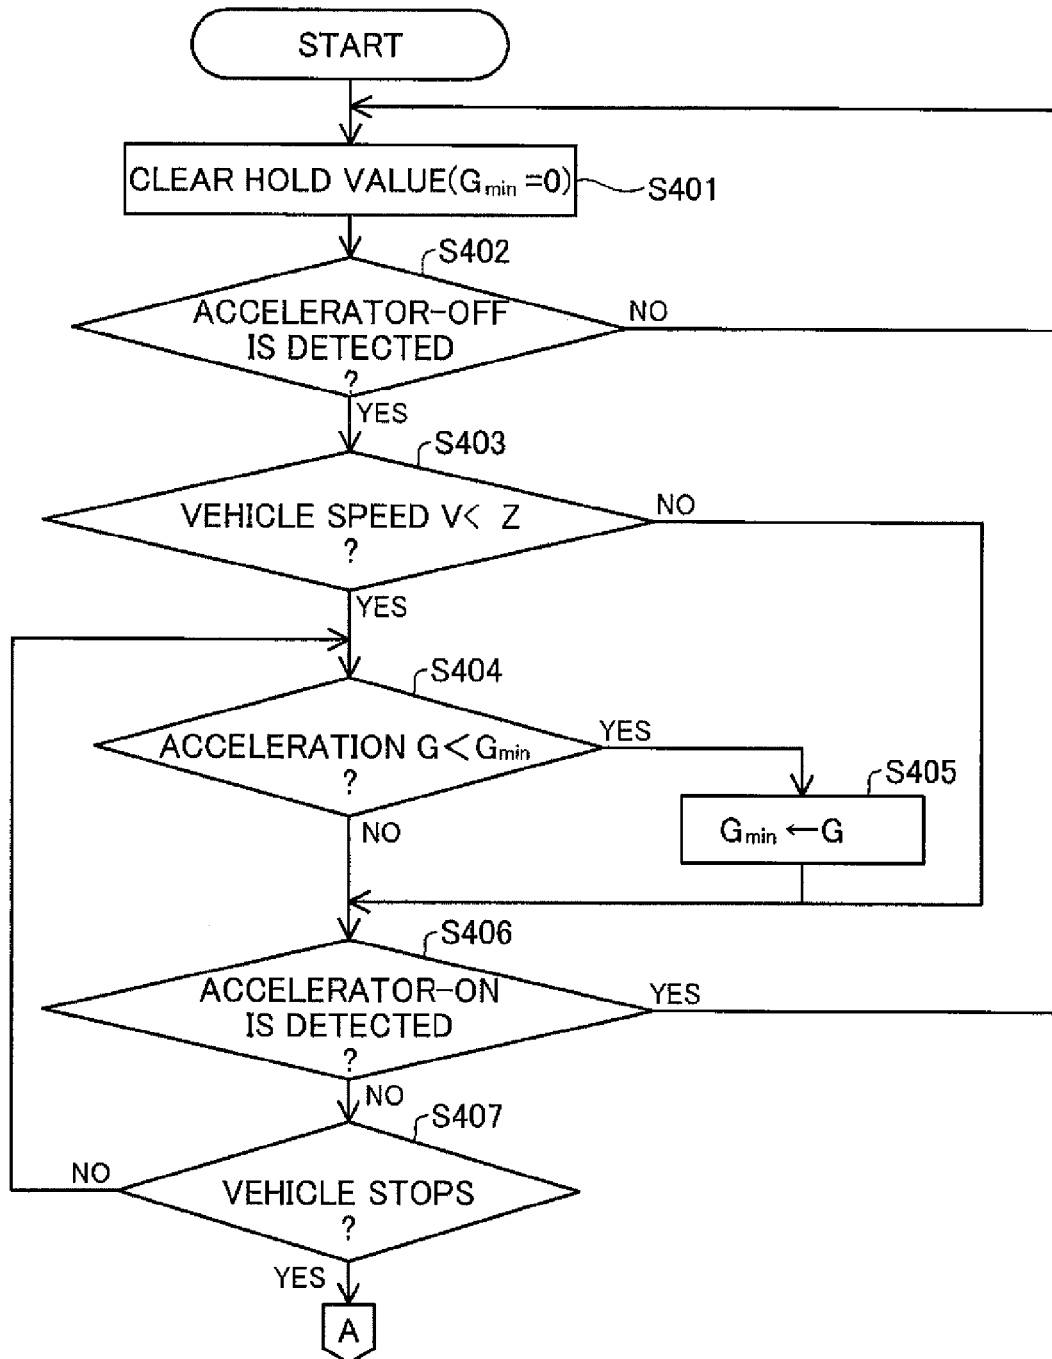 START
CLEAR HOLD VALUE(Gmin =0)
S401
S402
ACCELERATOR-OFF
IS DETECTED
?
NO
YES
S403
VEHICLE SPEED V< Z
?
NO
YES
S404
ACCELERATION G<Gmin
?
YES
NO
S405
Gmin ←G
S406
ACCELERATOR-ON
IS DETECTED
?
YES
NO
S407
VEHICLE STOPS
?
NO
YES
A